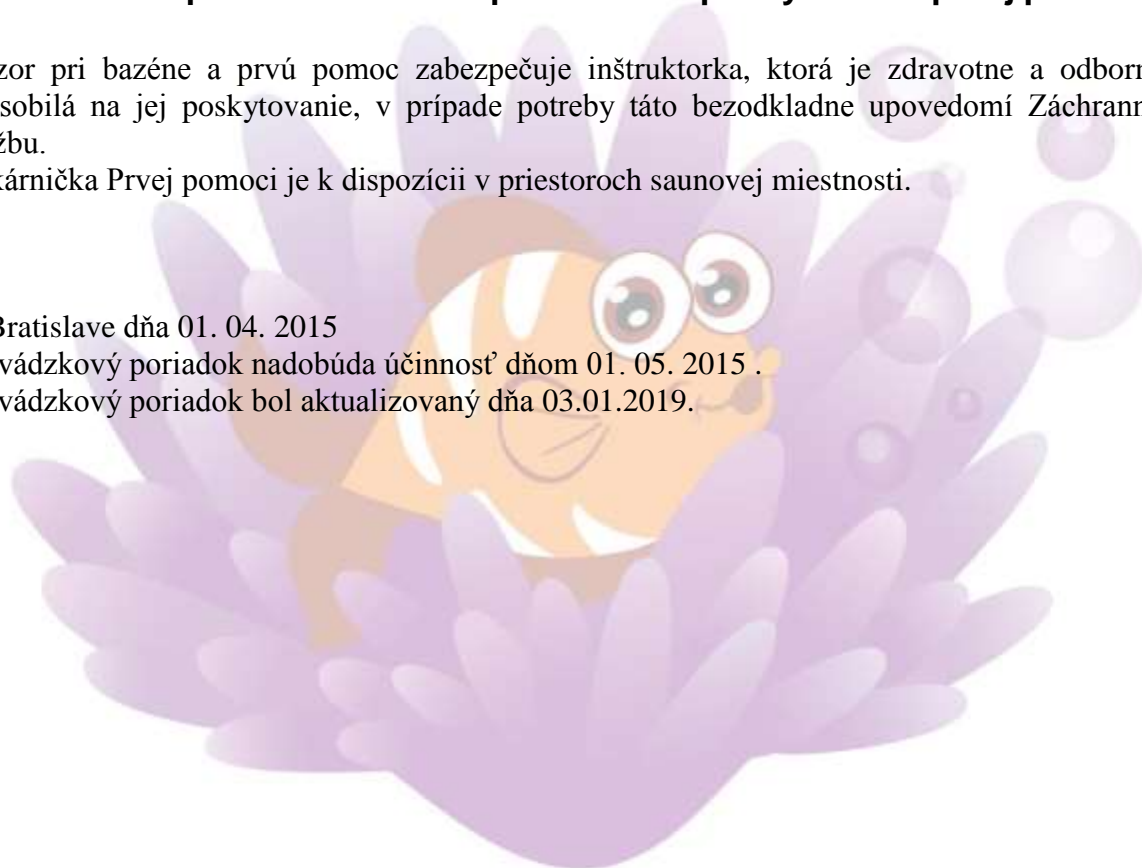 zor pri bazéne a prvú pomoc zabezpečuje inštruktorka, ktorá je zdravotne a odborn
sobilá na jej poskytovanie, v prípade potreby táto bezodkladne upovedomí Záchrann
žbu.
kárnička Prvej pomoci je k dispozícii v priestoroch saunovej miestnosti.
Bratislave dňa 01. 04. 2015
vádzkový poriadok nadobúda účinnosť dňom 01. 05. 2015 .
vádzkový poriadok bol aktualizovaný dňa 03.01.2019.